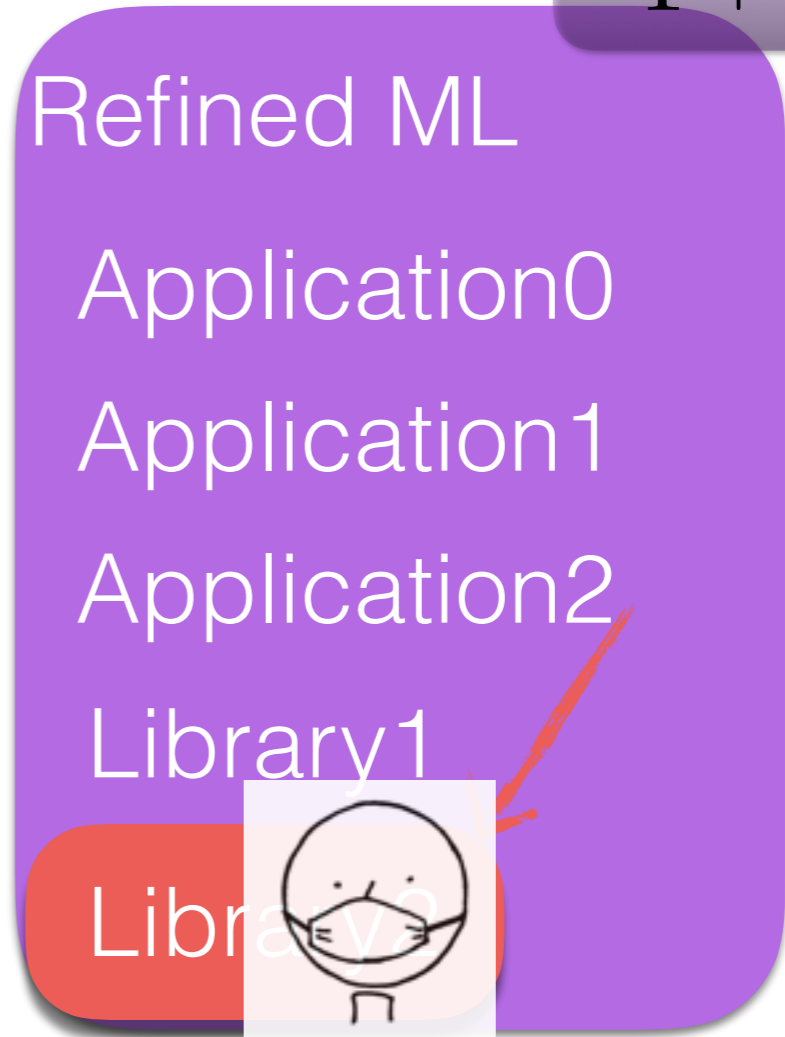 Refined ML
Application0
Application1
Application2
Library1
Library2